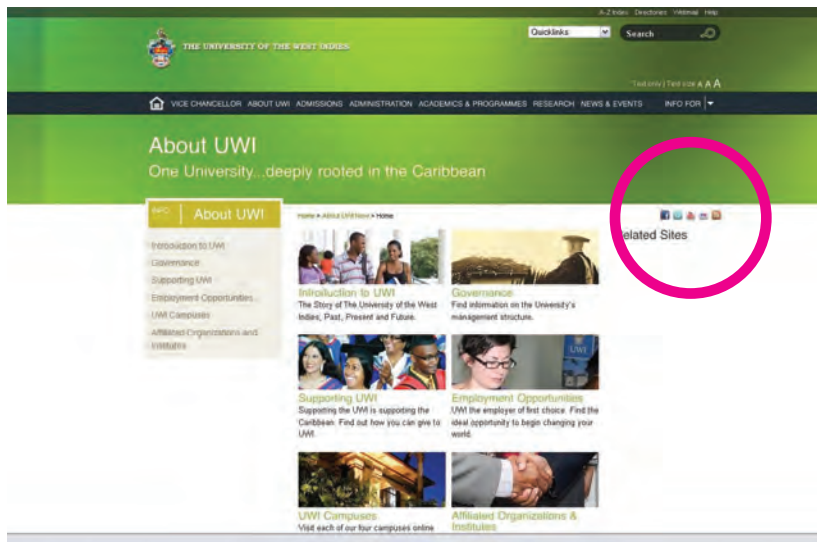 A-Z Index Directories Webmail Help
THE UNIVERSITY OF THE WEST INDIES
Quicklinks
Search
Text only | Text size A A A
VICE CHANCELLOR ABOUT UWI ADMISSIONS ADMINISTRATION ACADEMICS & PROGRAMMES RESEARCH NEWS & EVENTS INFO FOR
About UWI
One University...deeply rooted in the Caribbean
INFO About UWI
Introduction to UWI
Governance
Supporting UWI
Employment Opportunities
UWI Campuses
Affiliated Organizations and
Institutes
Home > About UWI Now > Home
Introduction to UWI
The Story of The University of the West
Indies, Past, Present and Future.
Governance
Find information on the University's
management structure.
Supporting UWI
Supporting the UWI is supporting the
Caribbean. Find out how you can give to
UWI.
UWI
Employment Opportunities
UWI the employer of first choice. Find the
ideal opportunity to begin changing your
world.
UWI Campuses
Visit each of our four campuses online
Affiliated Organizations &
Institutes
elated Sites